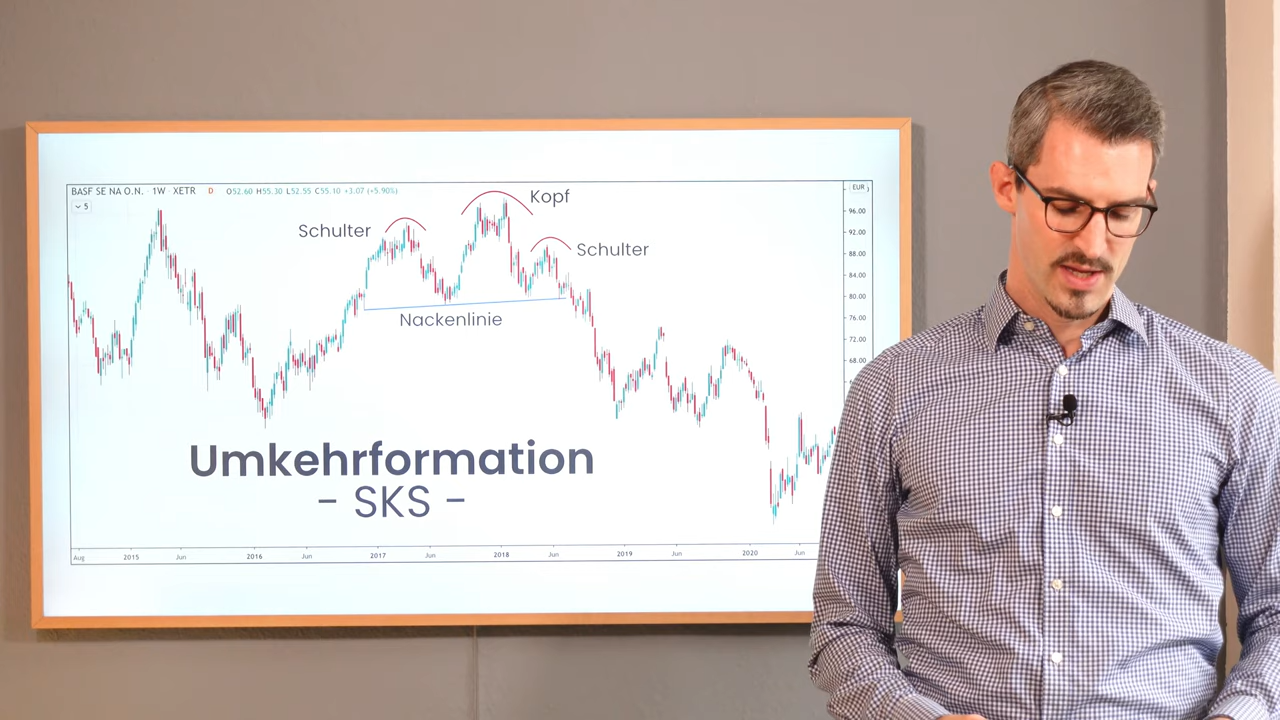 BASF SE NA O.N. · 1W · XETR D O52.60 H55.30 L52.55 C55.10 +3.07 (+5.90%)
EUR
5
Kopf
Schulter
Schulter
Nackenlinie
96.00
92.00
88.00
84.00
80.00
76.00
72.00
68.00
Umkehrformation
- SKS -
Aug 2015 Jun 2016 Jun 2017 Jun 2018 Jun 2019 Jun 2020 Jun